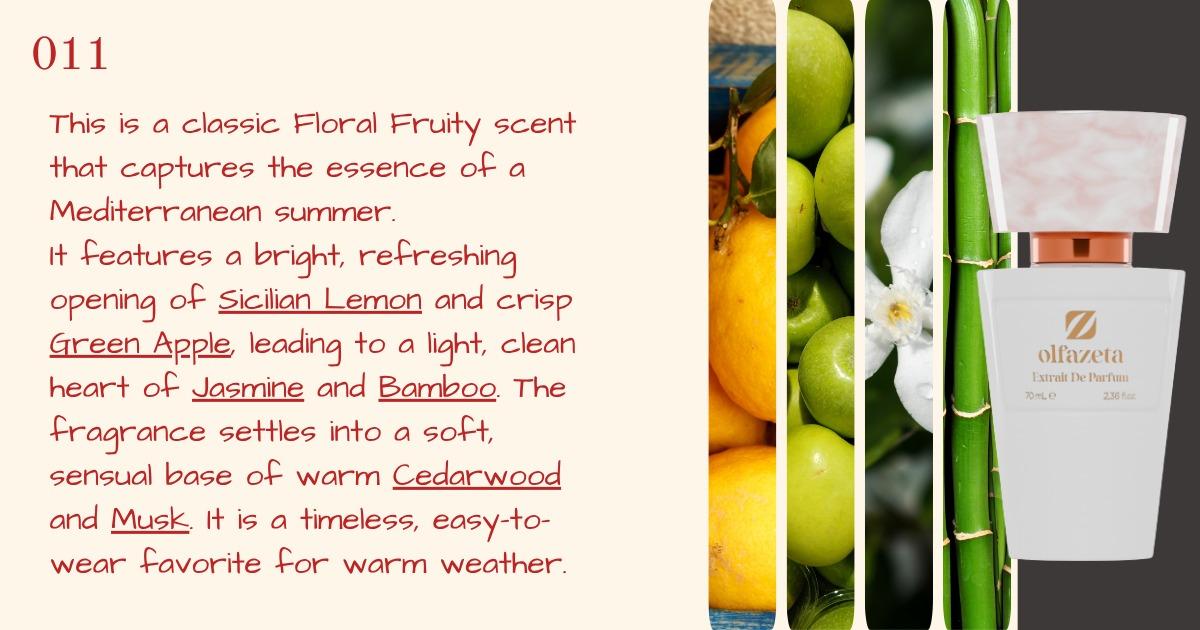 011
This is a classic Floral Fruity scent
that captures the essence of a
Mediterranean summer.
It features a bright, refreshing
opening of Sicilian Lemon and crisp
Green Apple, leading to a light, clean
heart of Jasmine and Bamboo. The
fragrance settles into a soft,
sensual base of warm Cedarwood
and Musk. It is a timeless, easy-to-
wear favorite for warm weather.
olfazeta
Extrait De Parfum
70 mL ℮ 2,36 fl.oz